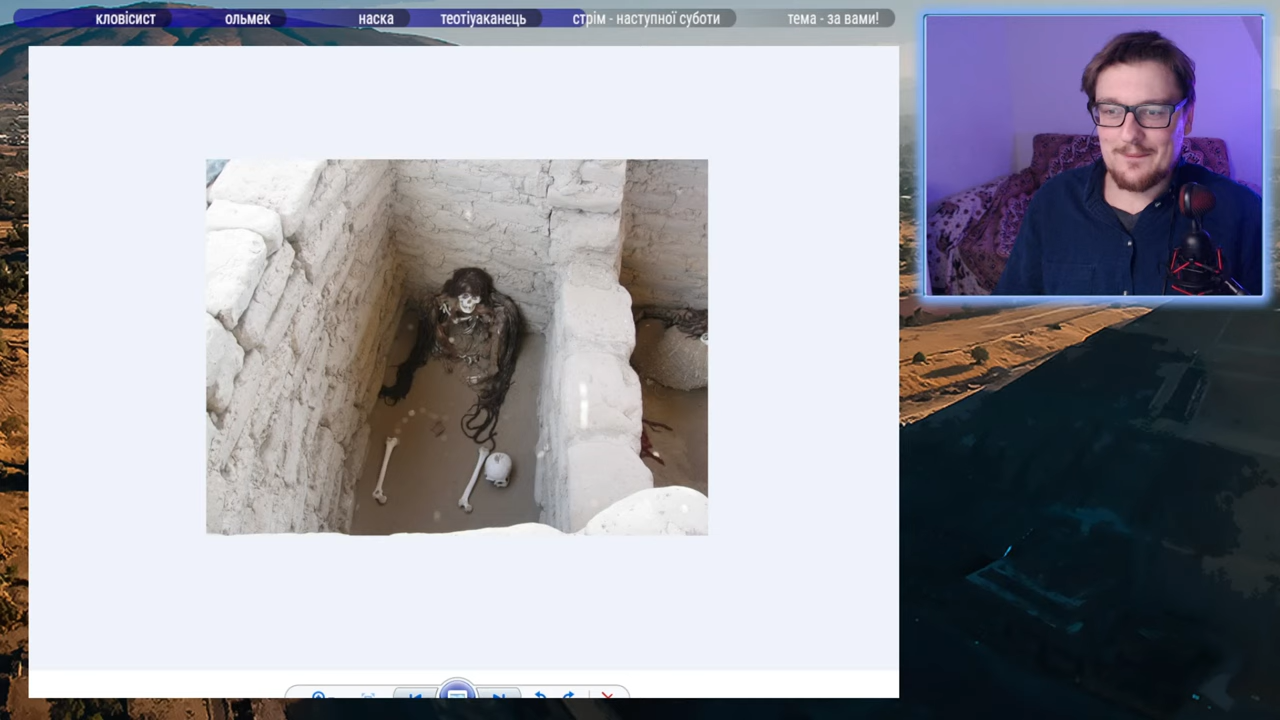 кловісист ольмек наска теотіуаканець стрім - наступної суботи тема - за вами!